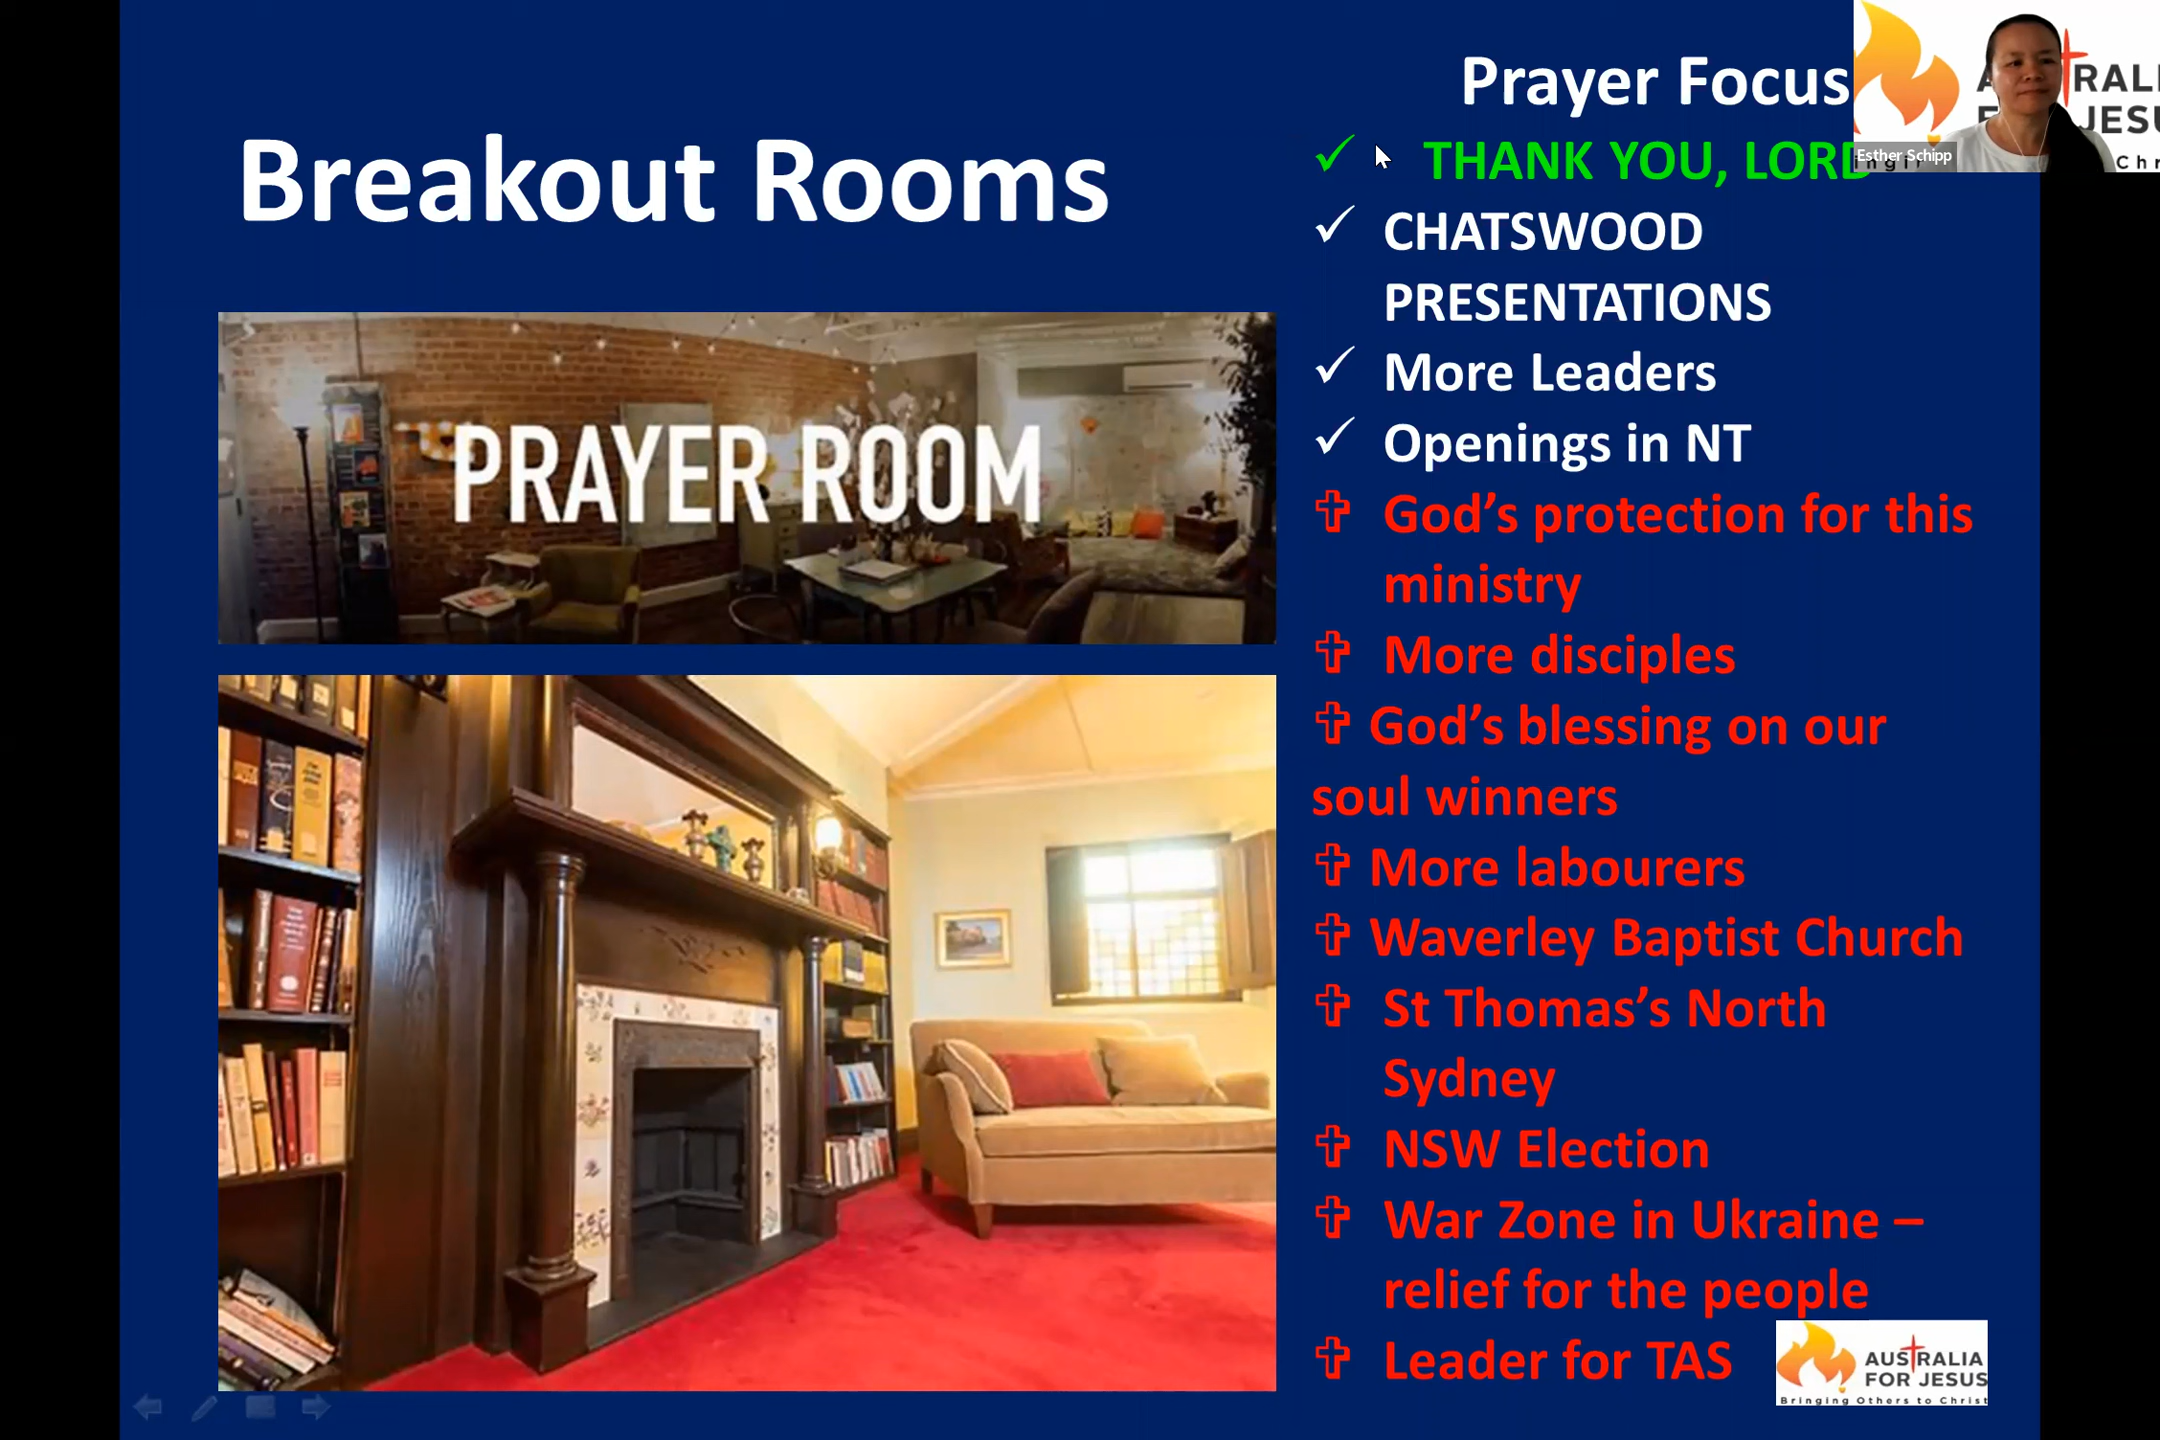 Breakout Rooms
PRAYER ROOM
Prayer Focus
✓ THANK YOU, LORD
✓ CHATSWOOD
PRESENTATIONS
✓ More Leaders
✓ Openings in NT
✞ God’s protection for this
ministry
✞ More disciples
✞ God’s blessing on our
soul winners
✞ More labourers
✞ Waverley Baptist Church
✞ St Thomas’s North
Sydney
✞ NSW Election
✞ War Zone in Ukraine –
relief for the people
✞ Leader for TAS
AUSTRALIA
FOR JESUS
Bringing Others to Christ
Esther Schipp